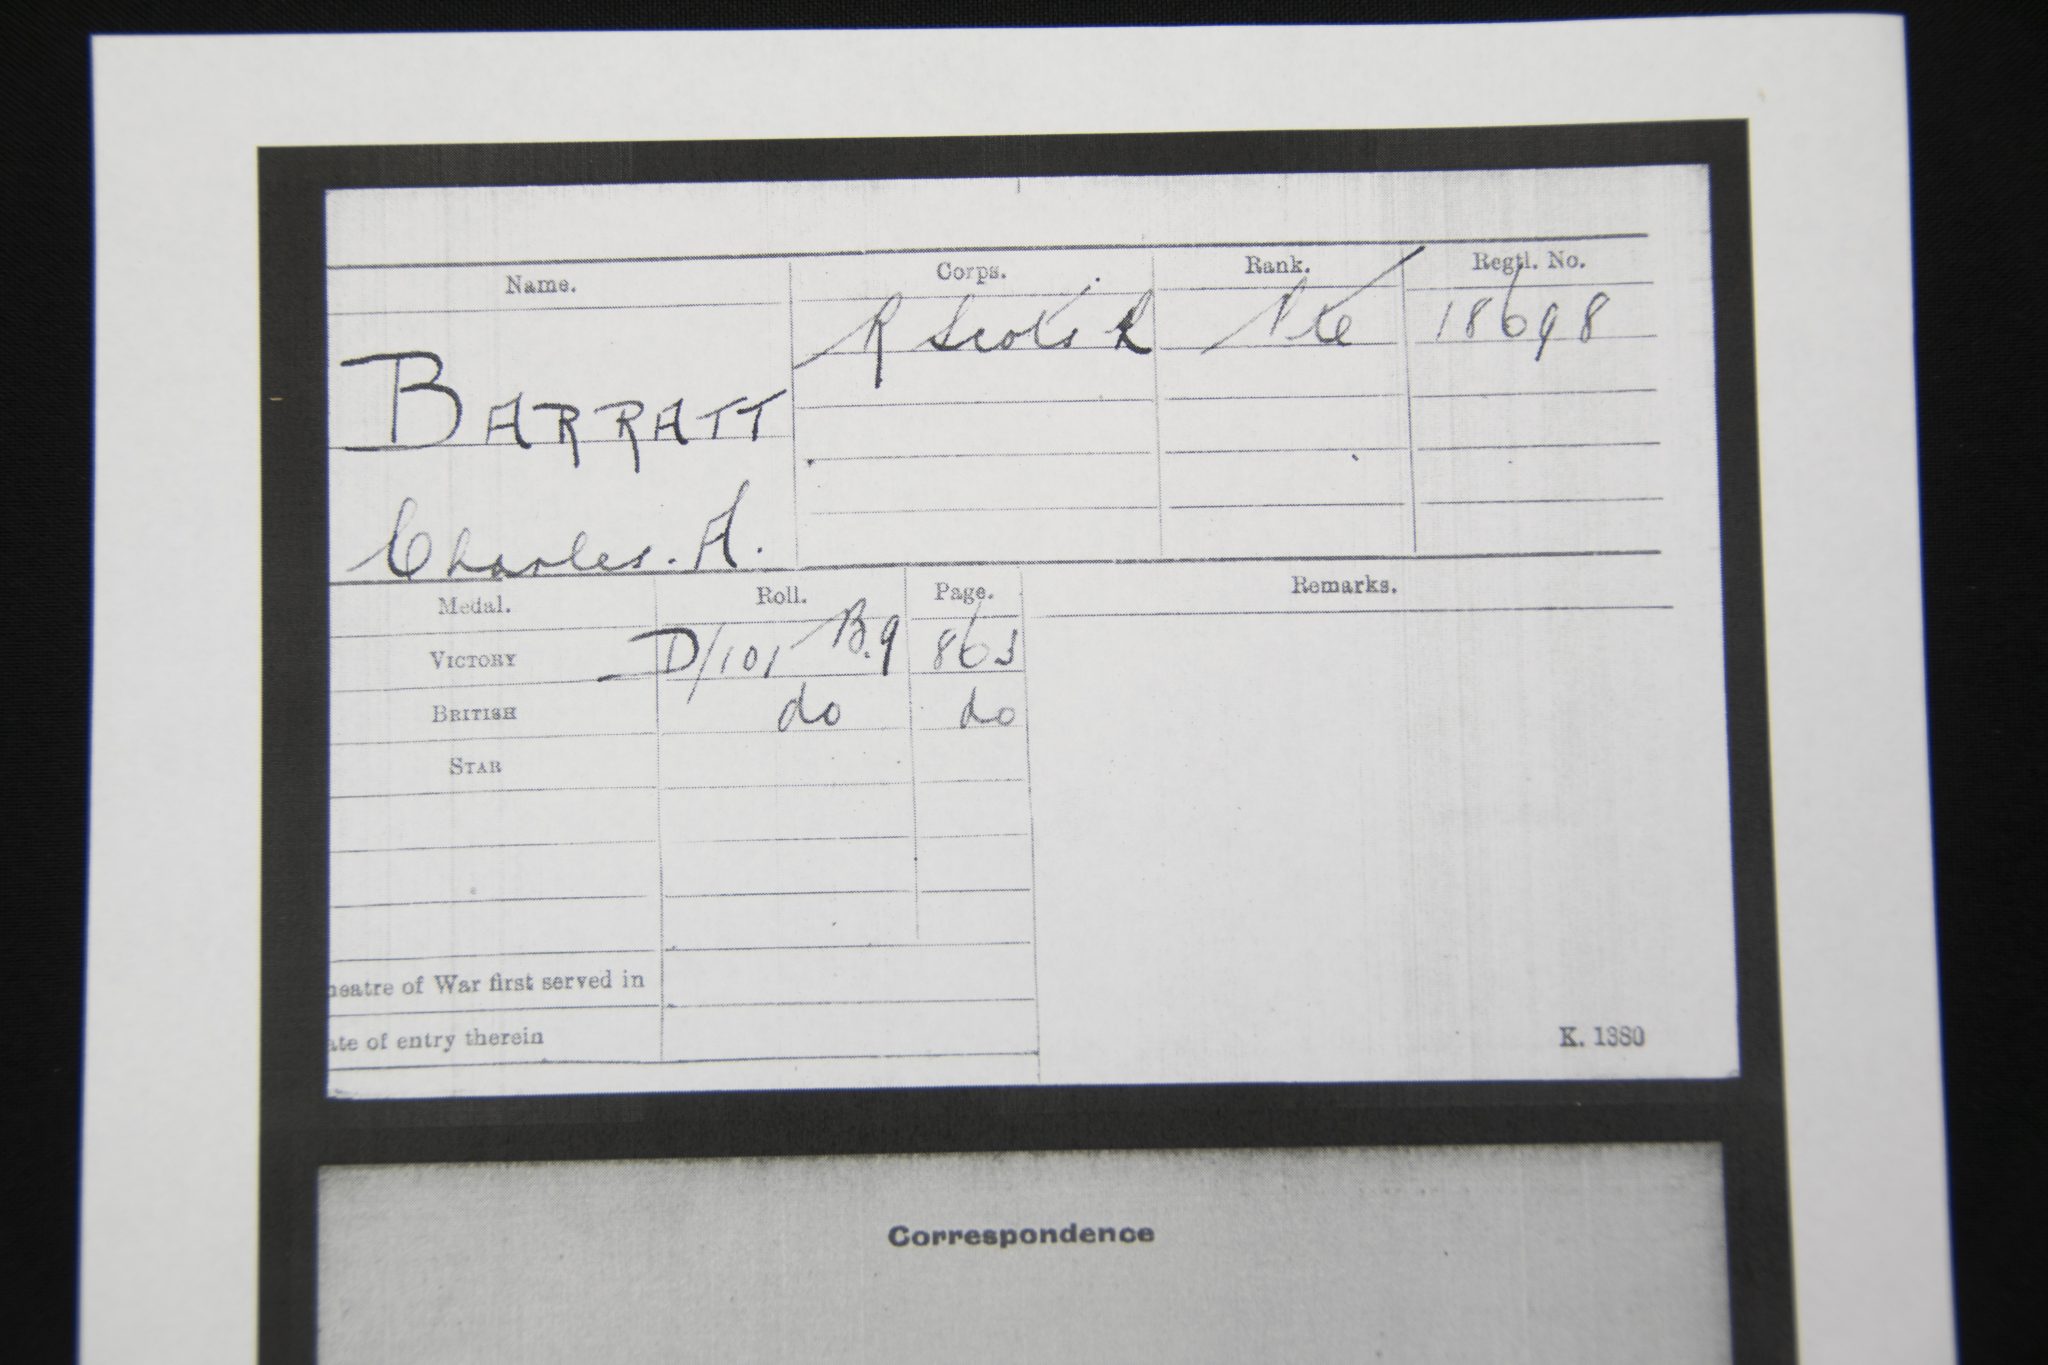 Name. Corps. Rank. Regtl. No.
R Scots Pte 18698
BARRATT
Charles. A.
Medal. Roll. Page. Remarks.
VICTORY D/101 B.9 863
BRITISH do do
STAR
heatre of War first served in
ate of entry therein
K. 1380
Correspondence